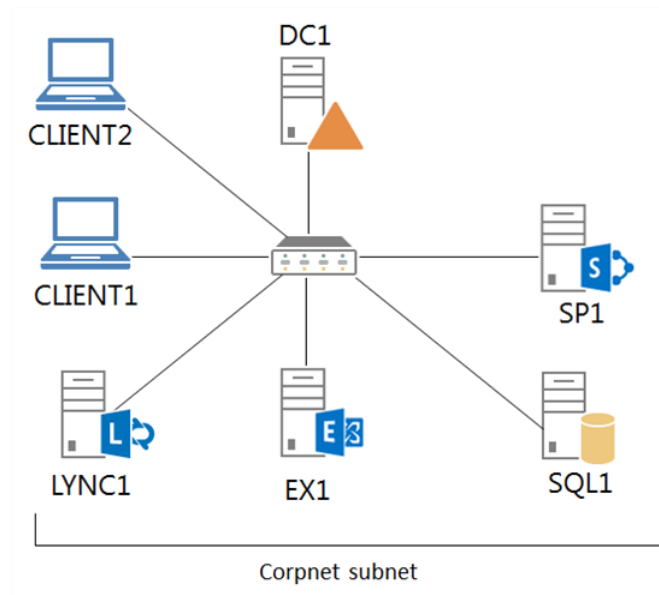 DC1
CLIENT2
CLIENT1
S
SP1
L
LYNC1
E
EX1
SQL1
Corpnet subnet